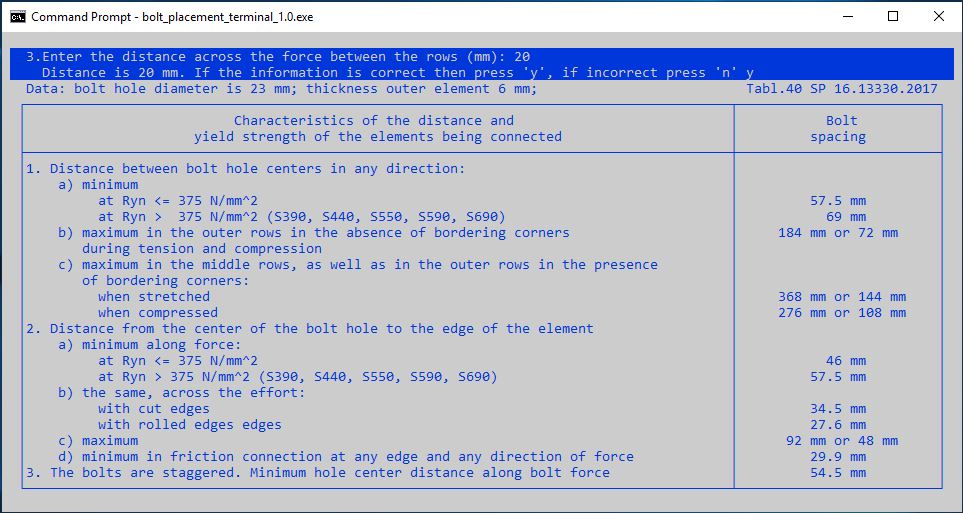 Command Prompt - bolt_placement_terminal_1.0.exe
3.Enter the distance across the force between the rows (mm): 20
Distance is 20 mm. If the information is correct then press 'y', if incorrect press 'n' y
Data: bolt hole diameter is 23 mm; thickness outer element 6 mm; Tabl.40 SP 16.13330.2017
Characteristics of the distance and Bolt
yield strength of the elements being connected spacing
1. Distance between bolt hole centers in any direction:
a) minimum
at Ryn <= 375 N/mm^2 57.5 mm
at Ryn > 375 N/mm^2 (S390, S440, S550, S590, S690) 69 mm
b) maximum in the outer rows in the absence of bordering corners 184 mm or 72 mm
during tension and compression
c) maximum in the middle rows, as well as in the outer rows in the presence
of bordering corners:
when stretched 368 mm or 144 mm
when compressed 276 mm or 108 mm
2. Distance from the center of the bolt hole to the edge of the element
a) minimum along force:
at Ryn <= 375 N/mm^2 46 mm
at Ryn > 375 N/mm^2 (S390, S440, S550, S590, S690) 57.5 mm
b) the same, across the effort:
with cut edges 34.5 mm
with rolled edges edges 27.6 mm
c) maximum 92 mm or 48 mm
d) minimum in friction connection at any edge and any direction of force 29.9 mm
3. The bolts are staggered. Minimum hole center distance along bolt force 54.5 mm